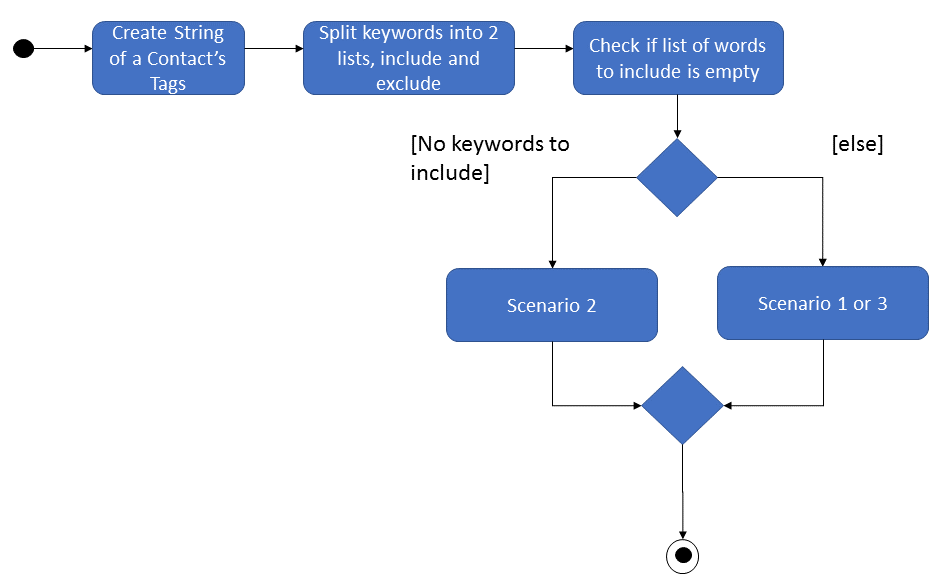 Create String
of a Contact's
Tags
Split keywords into 2
lists, include and
exclude
Check if list of words
to include is empty
[No keywords to
include]
[else]
Scenario 2
Scenario 1 or 3